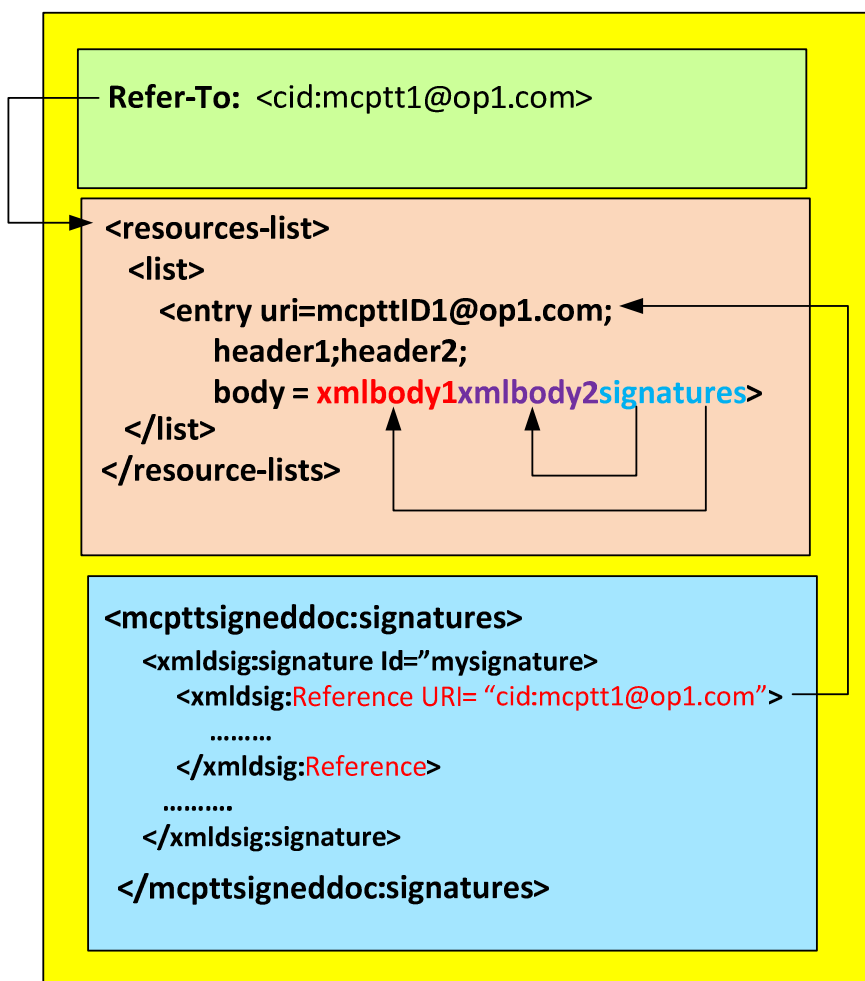 Refer-To: <cid:mcptt1@op1.com>
<resources-list>
<list>
<entry uri=mcpttID1@op1.com;
header1;header2;
body = xmlbody1xmlbody2signatures>
</list>
</resource-lists>
<mcpttsigneddoc:signatures>
<xmldsig:signature Id=”mysignature>
<xmldsig:Reference URI= “cid:mcptt1@op1.com”>
………
</xmldsig:Reference>
……….
</xmldsig:signature>
</mcpttsigneddoc:signatures>